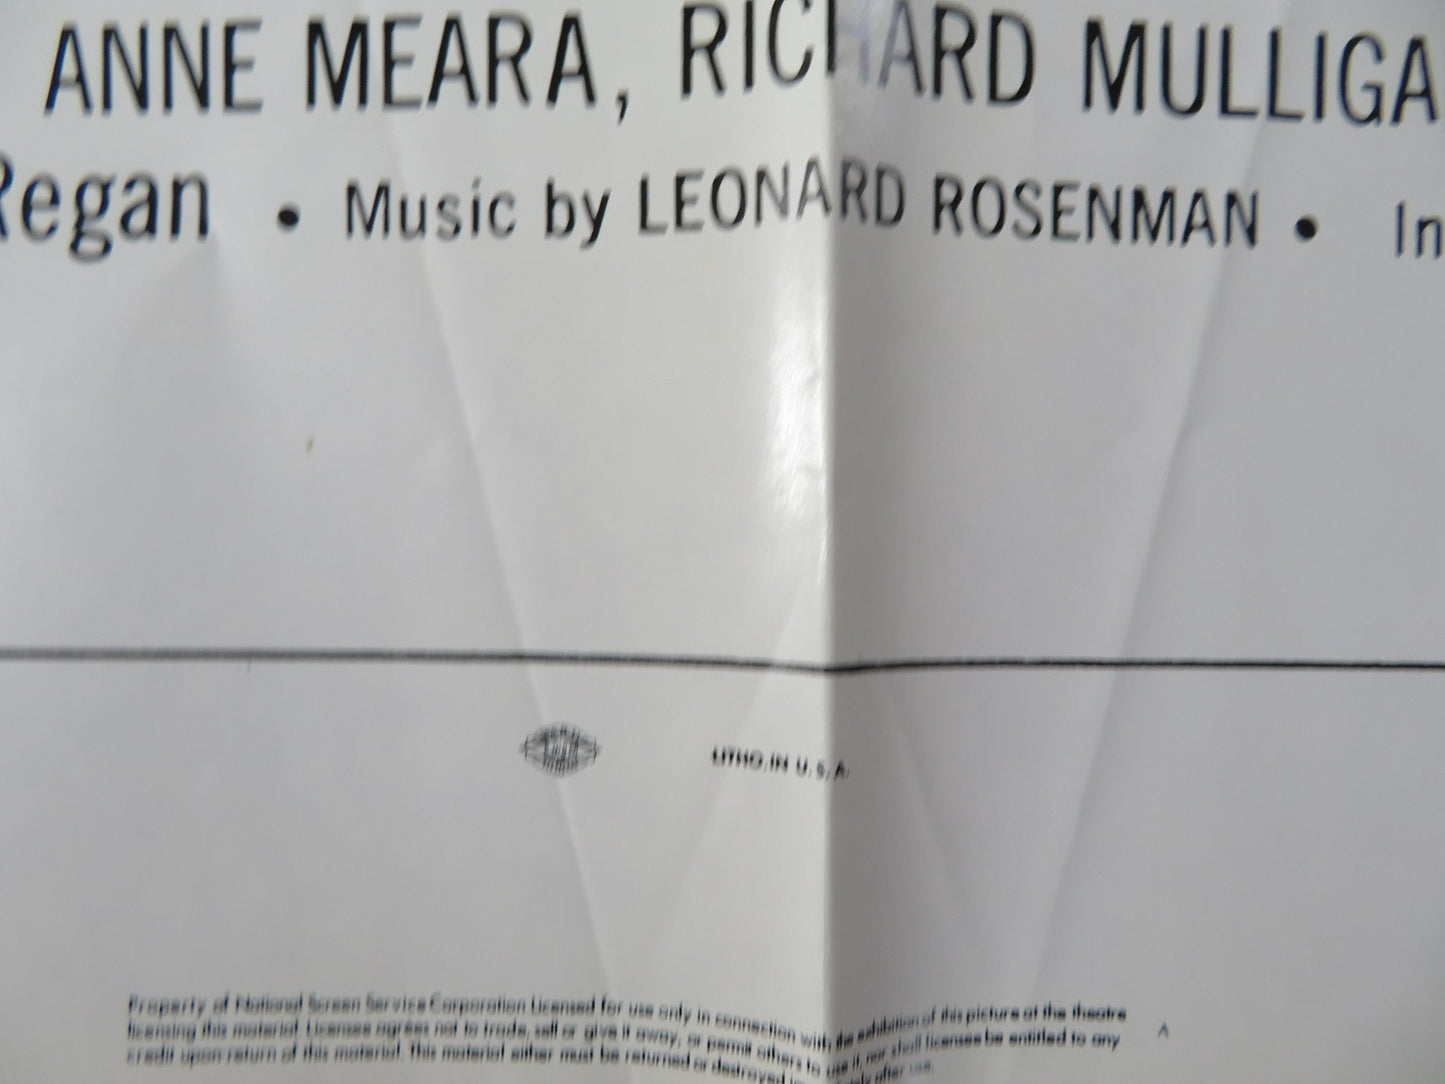 ANNE MEARA, RICHARD MULLIGA
Regan • Music by LEONARD ROSENMAN • In
LITHO. IN U.S.A.
Property of National Screen Service Corporation Licensed for use only in connection with the exhibition of this picture at the theatre
licensing this material. Licensee agrees not to trade, sell or give it away, or permit others to use it, nor shall licensee be entitled to any
A
credit upon return of this material. This material either must be returned or destroyed after use.